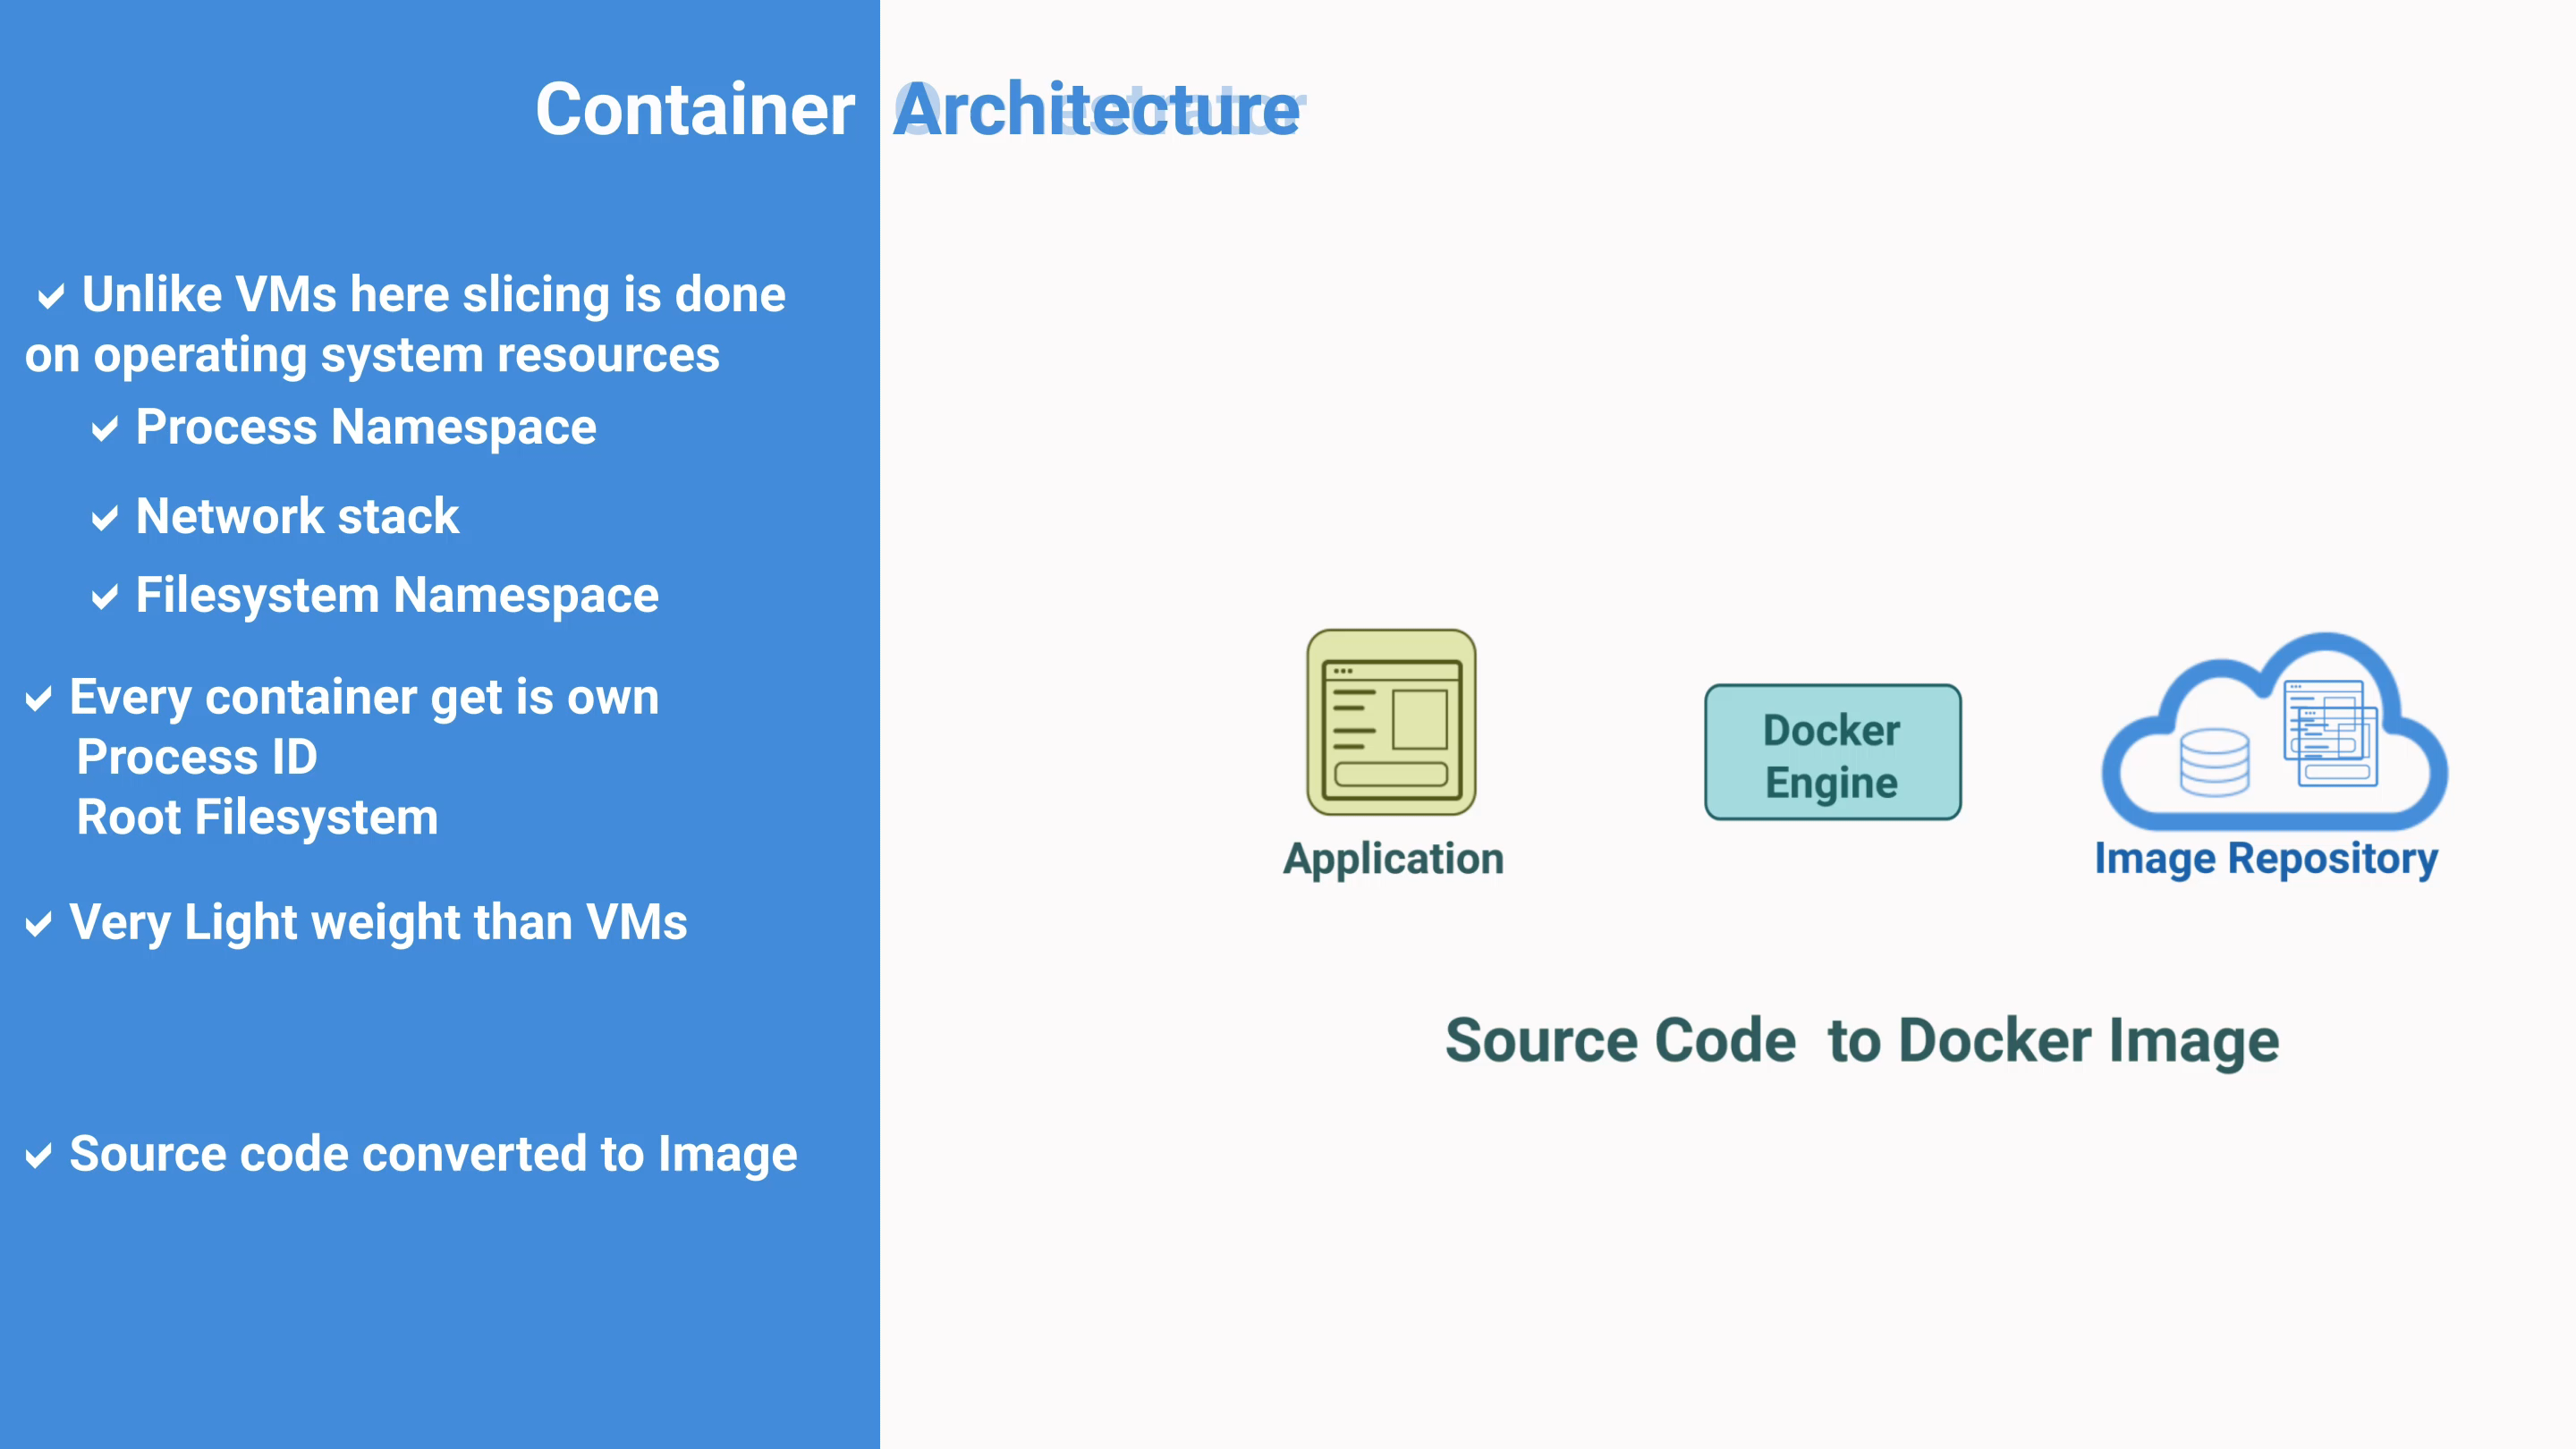 Container Architecture
Unlike VMs here slicing is done
on operating system resources
Process Namespace
Network stack
Filesystem Namespace
Every container get is own
Process ID
Root Filesystem
Very Light weight than VMs
Source code converted to Image
Docker
Engine
Application
Image Repository
Source Code to Docker Image